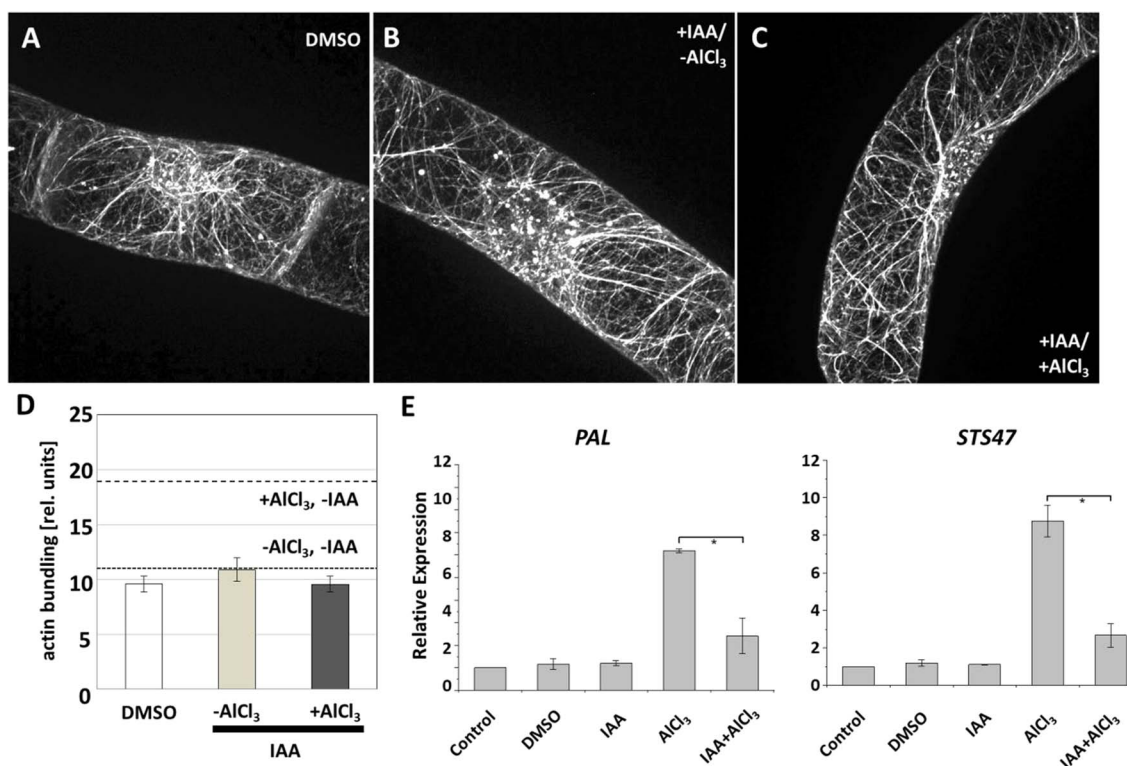 A
DMSO
B
+IAA/
-AlCl₃
C
+IAA/
+AlCl₃
D
actin bundling [rel. units]
25
20
15
10
5
0
+AlCl₃, -IAA
-AlCl₃, -IAA
DMSO
-AlCl₃
+AlCl₃
IAA
E
PAL
Relative Expression
12
10
8
6
4
2
0
*
Control
DMSO
IAA
AlCl₃
IAA+AlCl₃
STS47
12
10
8
6
4
2
0
*
Control
DMSO
IAA
AlCl₃
IAA+AlCl₃